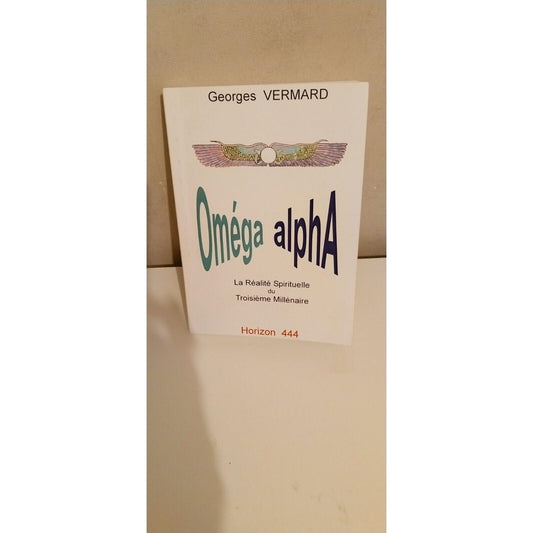 Georges VERMARD
Oméga alphA
La Réalité Spirituelle
du
Troisième Millénaire
Horizon 444